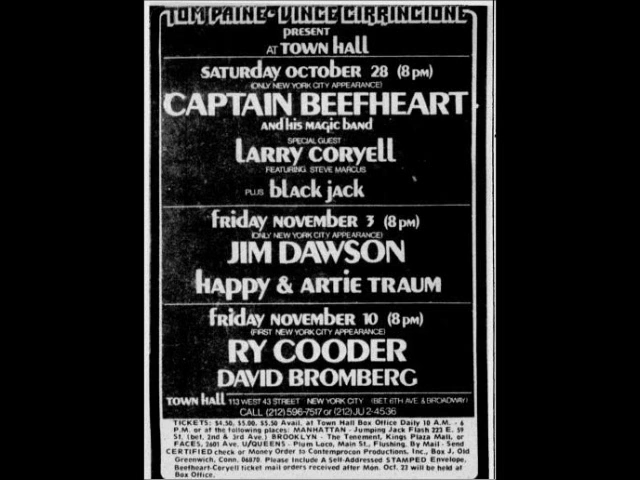 TOM PAINE • VINCE CIRRINCIONE
PRESENT
AT TOWN HALL
SATURDAY OCTOBER 28 (8 PM)
(ONLY NEW YORK CITY APPEARANCE)
CAPTAIN BEEFHEART
AND HIS MAGIC BAND
SPECIAL GUEST
LARRY CORYELL
FEATURING STEVE MARCUS
PLUS BLACK JACK
FRIDAY NOVEMBER 3 (8 PM)
(ONLY NEW YORK CITY APPEARANCE)
JIM DAWSON
HAPPY & ARTIE TRAUM
FRIDAY NOVEMBER 10 (8 PM)
(FIRST NEW YORK CITY APPEARANCE)
RY COODER
DAVID BROMBERG
TOWN HALL 113 WEST 43 STREET NEW YORK CITY (BET. 6TH AVE. & BROADWAY)
CALL (212) 596-7517 or (212) JU 2-4536
TICKETS: $4.50, $5.00, $5.50 Avail. at Town Hall Box Office Daily 10 A.M. - 6
P.M. or at the following places: MANHATTAN - Jumping Jack Flash 223 E. 59
St. (bet. 2nd & 3rd Ave.) BROOKLYN - The Tenement, Kings Plaza Mall, or
FACES, 2601 Ave. U/QUEENS - Plum Loco, Main St., Flushing. By Mail - Send
CERTIFIED check or Money Order to Contemprocon Productions, Inc., Box J, Old
Greenwich, Conn. 06870. Please Include A Self-Addressed STAMPED Envelope.
Beefheart-Coryell ticket mail orders received after Mon. Oct. 23 will be held at
Box Office.